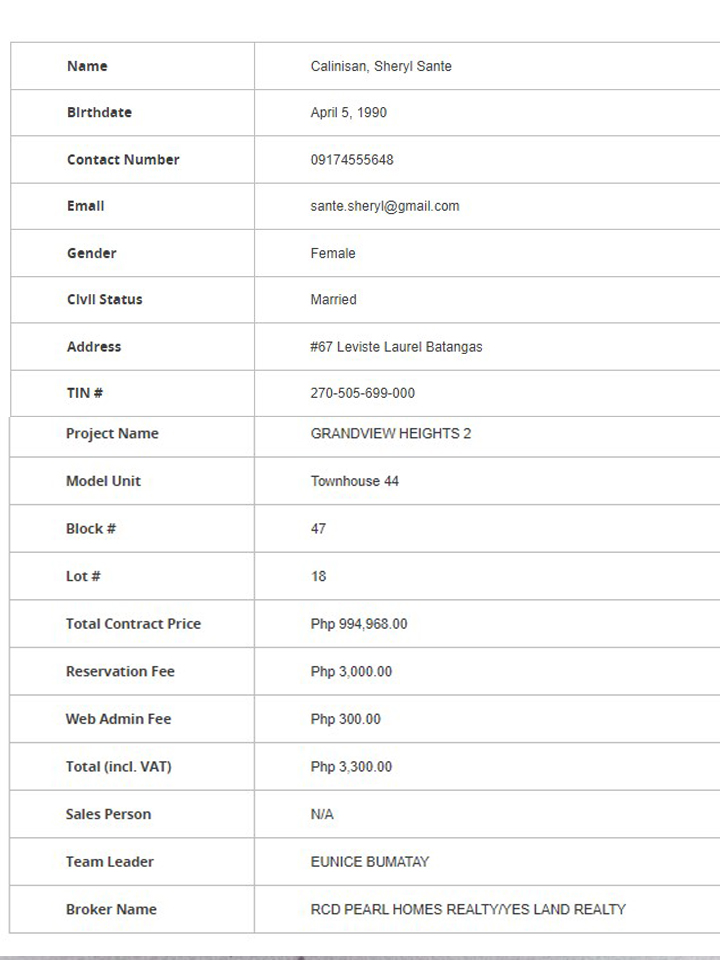 Name Calinisan, Sheryl Sante
Birthdate April 5, 1990
Contact Number 09174555648
Email sante.sheryl@gmail.com
Gender Female
Civil Status Married
Address #67 Leviste Laurel Batangas
TIN # 270-505-699-000
Project Name GRANDVIEW HEIGHTS 2
Model Unit Townhouse 44
Block # 47
Lot # 18
Total Contract Price Php 994,968.00
Reservation Fee Php 3,000.00
Web Admin Fee Php 300.00
Total (incl. VAT) Php 3,300.00
Sales Person N/A
Team Leader EUNICE BUMATAY
Broker Name RCD PEARL HOMES REALTY/YES LAND REALTY